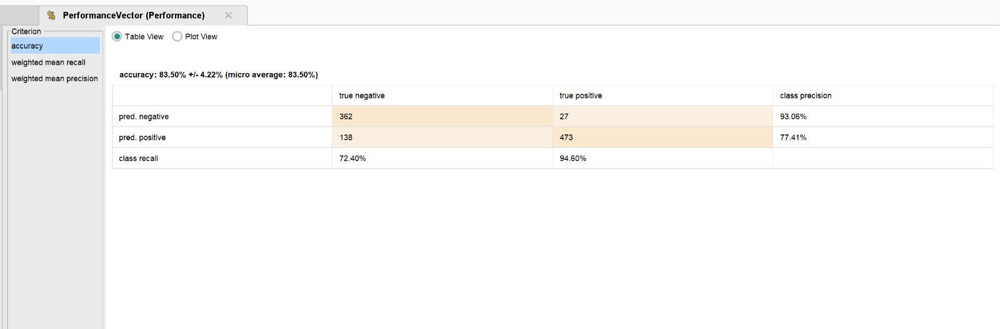 PerformanceVector (Performance)
Criterion
accuracy
weighted mean recall
weighted mean precision
Table View Plot View
accuracy: 83.50% +/- 4.22% (micro average: 83.50%)
true negative true positive class precision
pred. negative 362 27 93.06%
pred. positive 138 473 77.41%
class recall 72.40% 94.60%